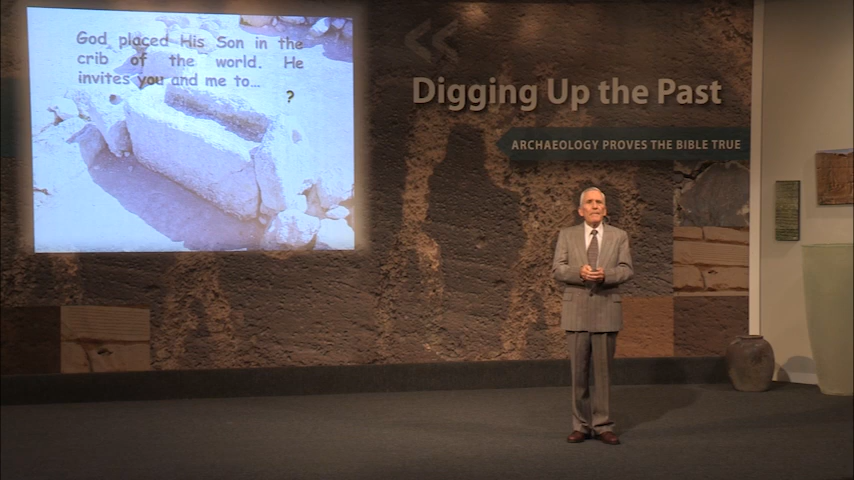 God placed His Son in the
crib of the world. He
invites you and me to...
?
Digging Up the Past
ARCHAEOLOGY PROVES THE BIBLE TRUE